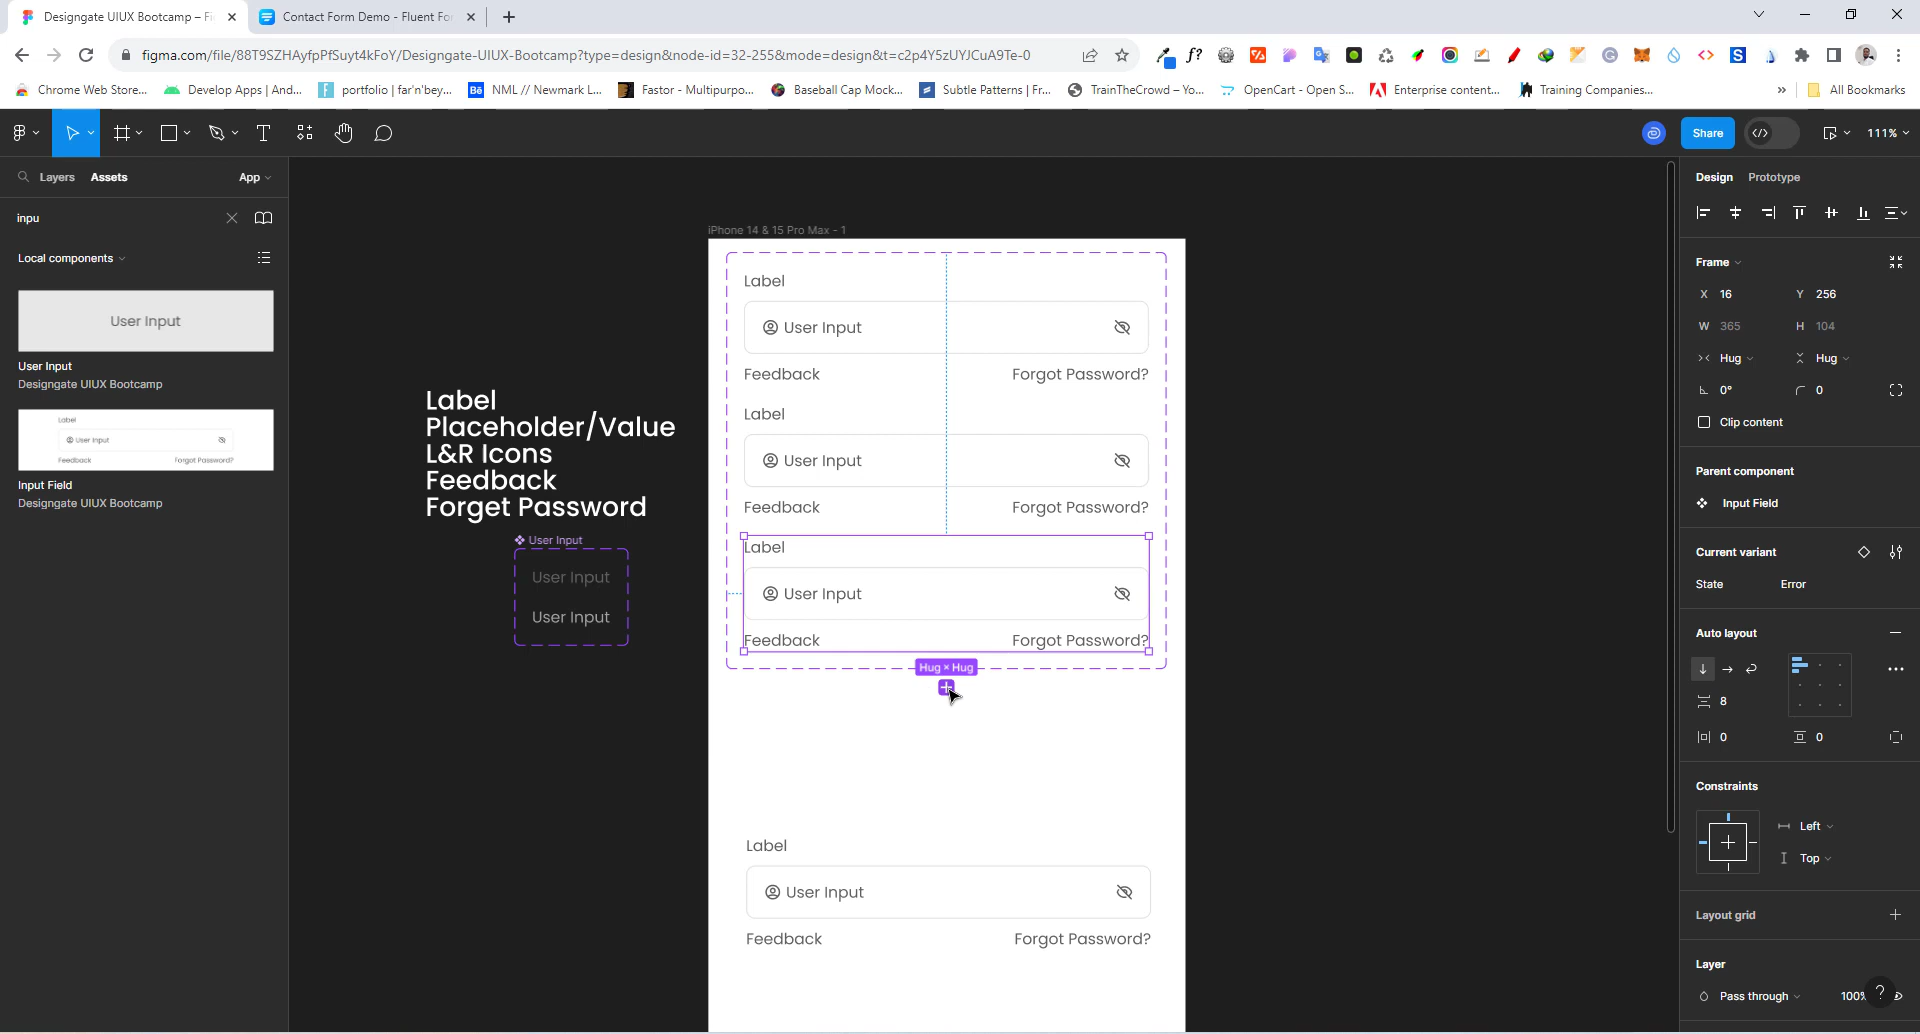 Designgate UIUX Bootcamp – Fi
Contact Form Demo - Fluent Fo
figma.com/file/88T9SZHAyfpPfSuyt4kFoY/Designgate-UIUX-Bootcamp?type=design&node-id=32-255&mode=design&t=c2p4Y5zUYJCuA9Te-0
Chrome Web Store...
Develop Apps | And...
portfolio | far'n'bey...
NML // Newmark L...
Fastor - Multipurpo...
Baseball Cap Mock...
Subtle Patterns | Fr...
TrainTheCrowd – Yo...
OpenCart - Open S...
Enterprise content...
Training Companies...
All Bookmarks
Share
111%
Layers
Assets
App
inpu
Local components
User Input
User Input
Designgate UIUX Bootcamp
Label
User Input
Feedback
Forgot Password?
Input Field
Designgate UIUX Bootcamp
Label
Placeholder/Value
L&R Icons
Feedback
Forget Password
User Input
User Input
User Input
iPhone 14 & 15 Pro Max - 1
Label
User Input
Feedback
Forgot Password?
Label
User Input
Feedback
Forgot Password?
Label
User Input
Feedback
Forgot Password?
Hug × Hug
Label
User Input
Feedback
Forgot Password?
Design
Prototype
Frame
X 16
Y 256
W 365
H 104
Hug
Hug
0°
0
Clip content
Parent component
Input Field
Current variant
State
Error
Auto layout
8
0
0
Constraints
Left
Top
Layout grid
Layer
Pass through
100%
?